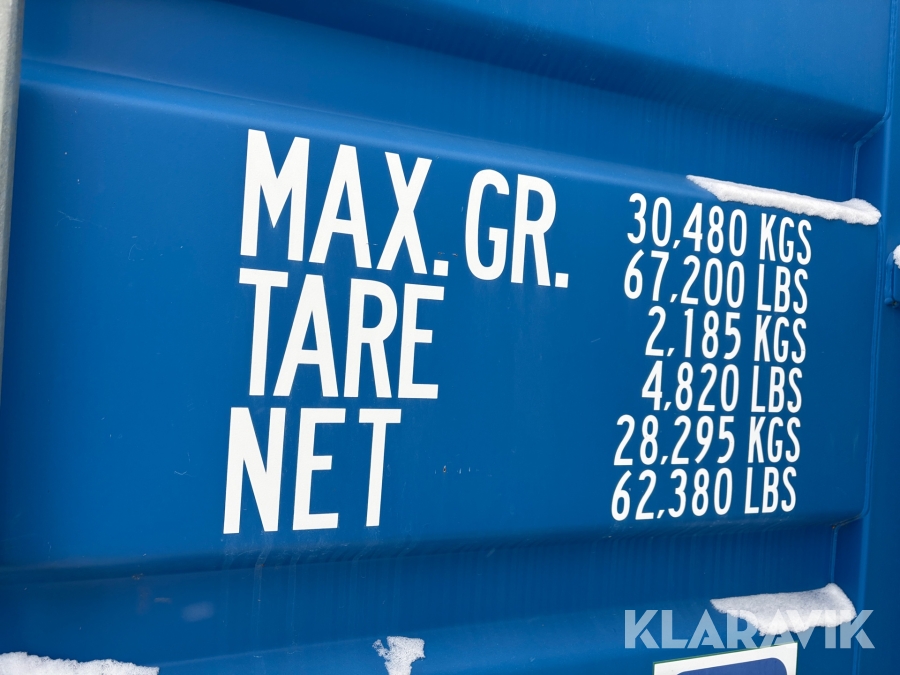 MAX. GR. 30,480 KGS
67,200 LBS
TARE 2,185 KGS
4,820 LBS
NET 28,295 KGS
62,380 LBS
KLARAVIK